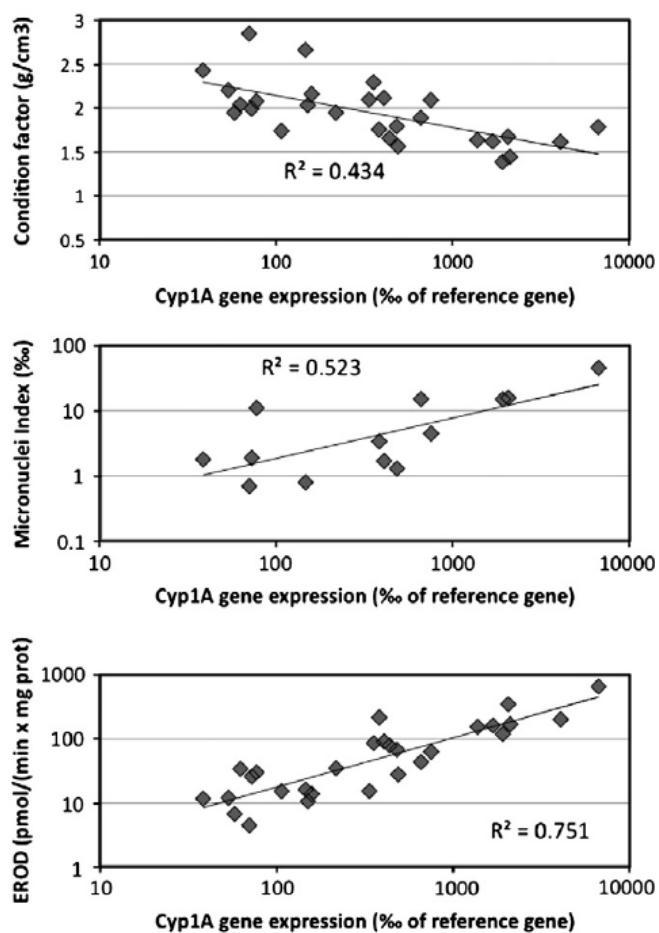 Condition factor (g/cm3)
3
2.5
2
1.5
1
0.5
R² = 0.434
10 100 1000 10000
Cyp1A gene expression (‰ of reference gene)
Micronuclei Index (‰)
100
10
1
0.1
R² = 0.523
10 100 1000 10000
Cyp1A gene expression (‰ of reference gene)
EROD (pmol/(min x mg prot)
1000
100
10
1
R² = 0.751
10 100 1000 10000
Cyp1A gene expression (‰ of reference gene)